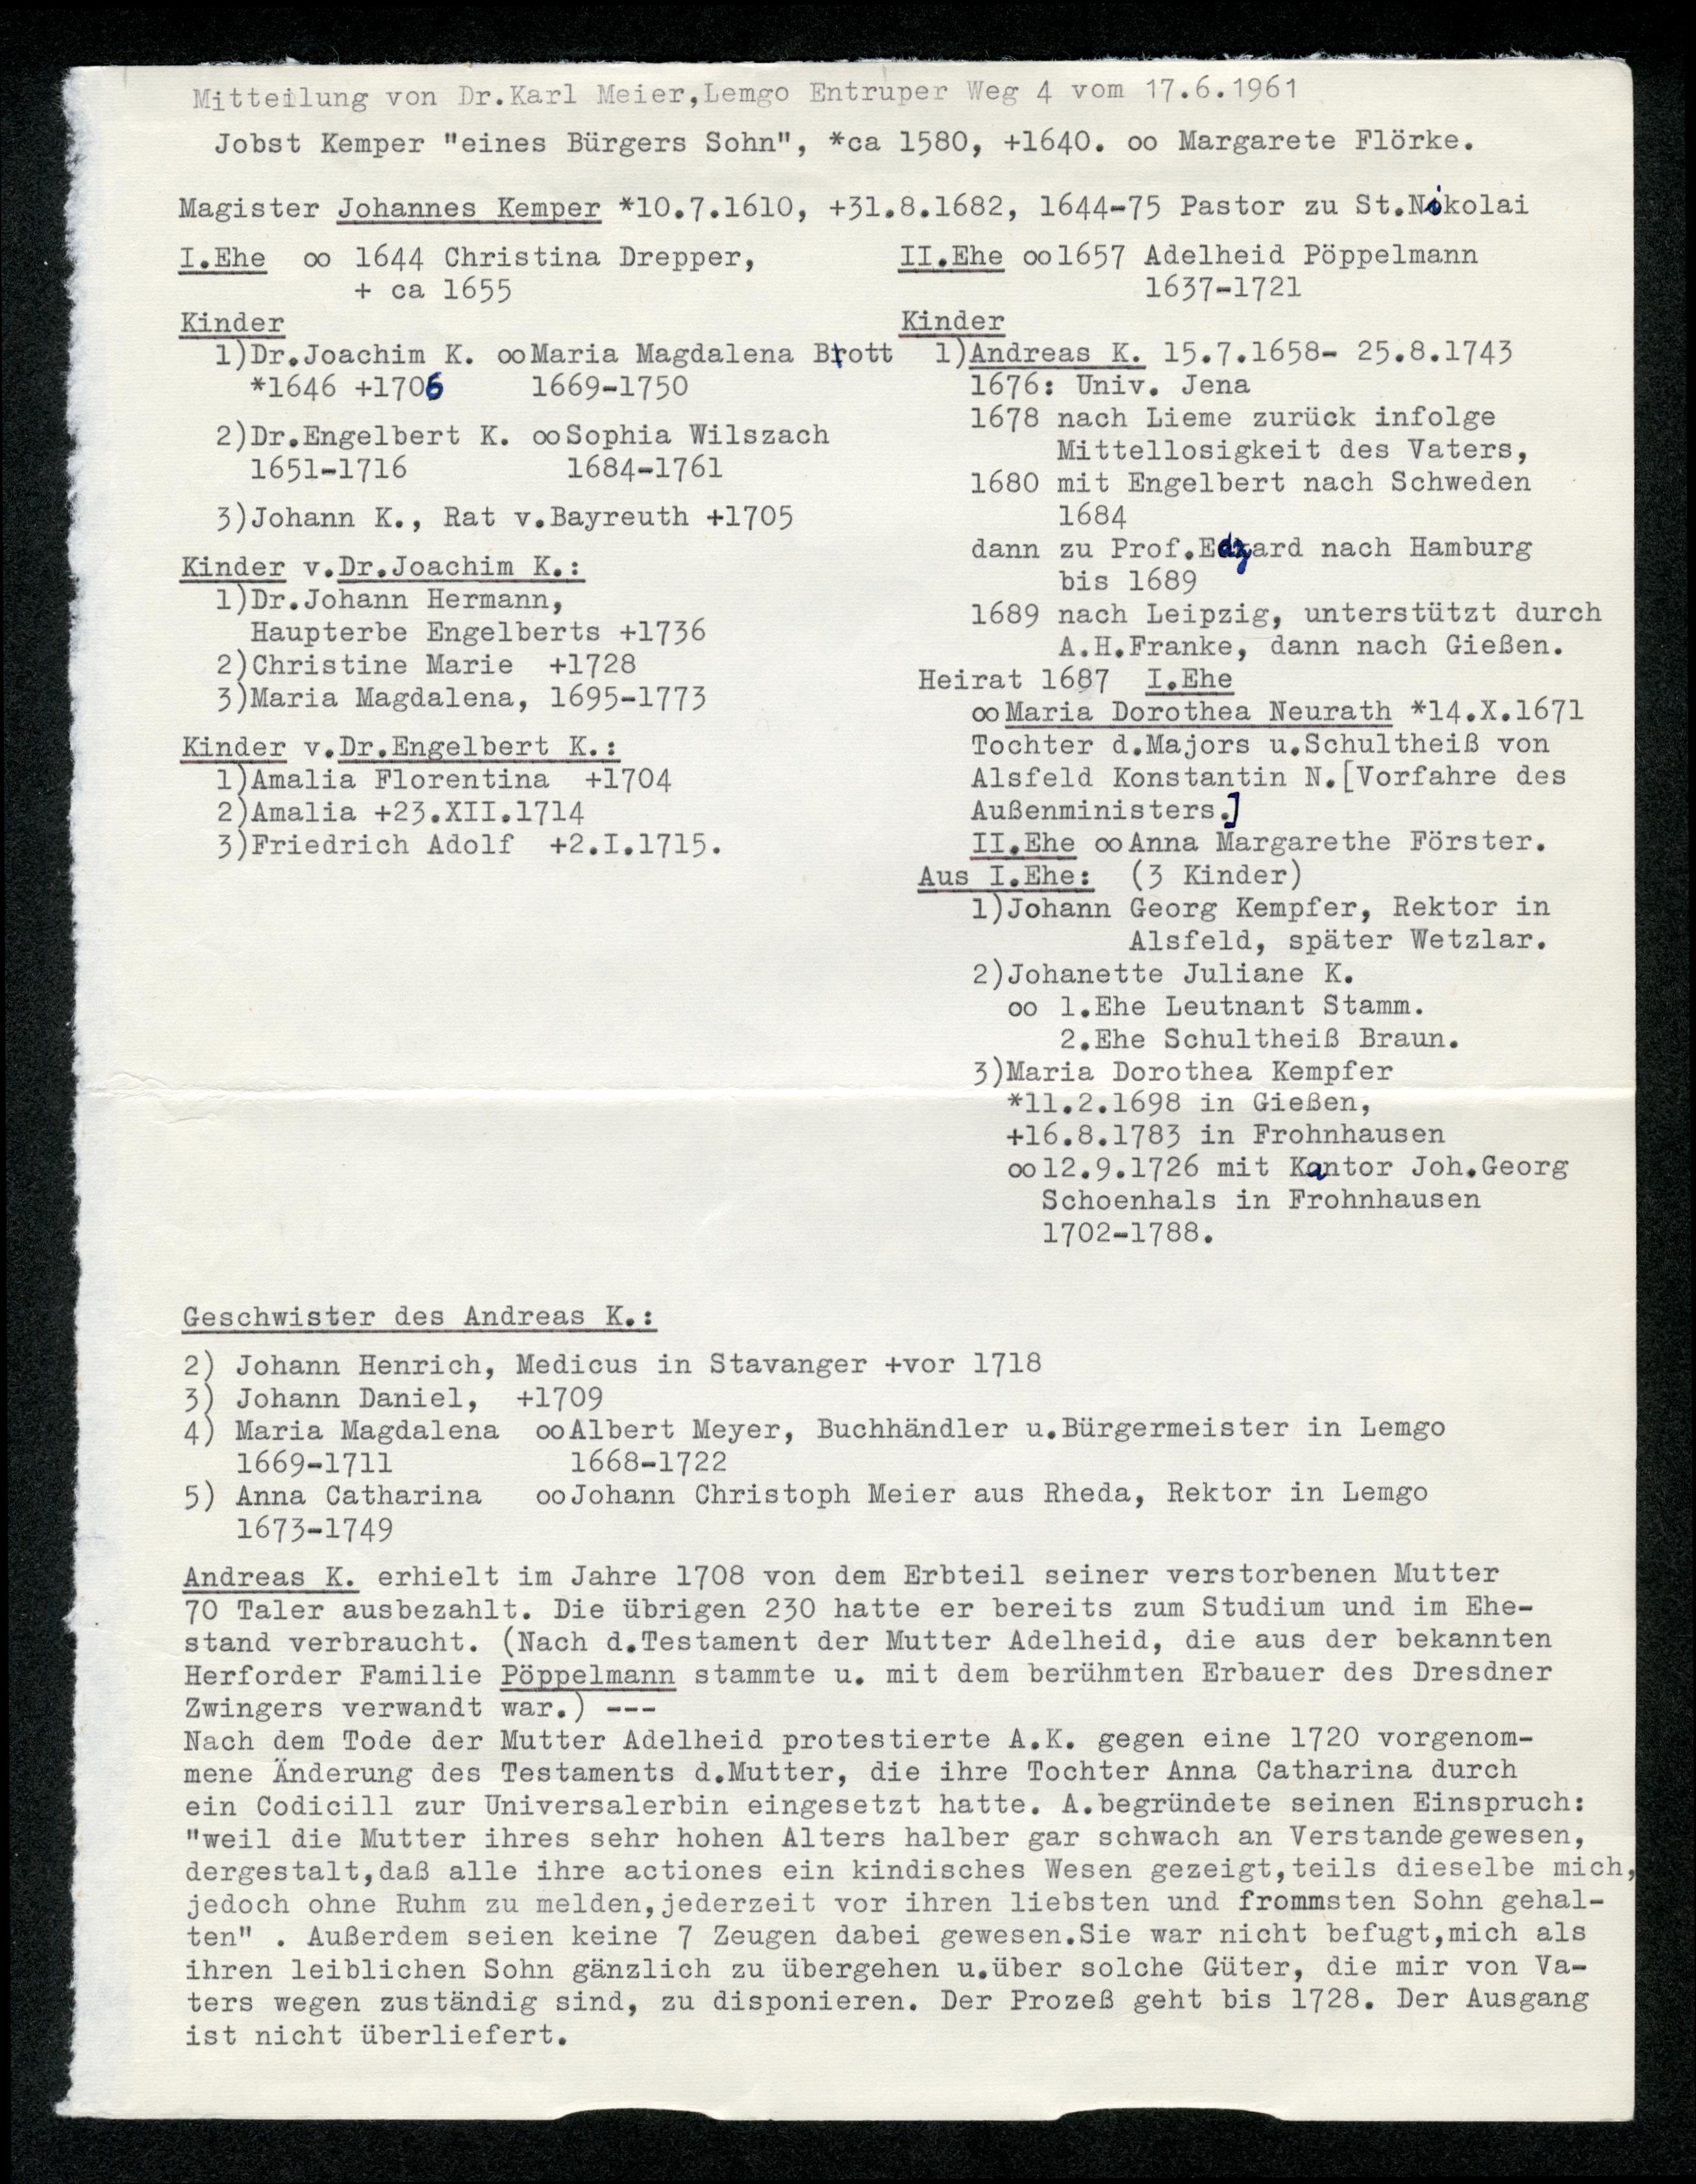 Mitteilung von Dr.Karl Meier,Lemgo Entruper Weg 4 vom 17.6.1961
Jobst Kemper "eines Bürgers Sohn", *ca 1580, +1640. oo Margarete Flörke.
Magister Johannes Kemper *10.7.1610, +31.8.1682, 1644-75 Pastor zu St.Nikolai
I.Ehe oo 1644 Christina Drepper,
+ ca 1655
Kinder
1)Dr.Joachim K. oo Maria Magdalena Brott
*1646 +1706 1669-1750
2)Dr.Engelbert K. oo Sophia Wilszach
1651-1716 1684-1761
3)Johann K., Rat v.Bayreuth +1705
Kinder v.Dr.Joachim K.:
1)Dr.Johann Hermann,
Haupterbe Engelberts +1736
2)Christine Marie +1728
3)Maria Magdalena, 1695-1773
Kinder v.Dr.Engelbert K.:
1)Amalia Florentina +1704
2)Amalia +23.XII.1714
3)Friedrich Adolf +2.I.1715.
II.Ehe oo 1657 Adelheid Pöppelmann
1637-1721
Kinder
1)Andreas K. 15.7.1658- 25.8.1743
1676: Univ. Jena
1678 nach Lieme zurück infolge
Mittellosigkeit des Vaters,
1680 mit Engelbert nach Schweden
1684
dann zu Prof.Edzard nach Hamburg
bis 1689
1689 nach Leipzig, unterstützt durch
A.H.Franke, dann nach Gießen.
Heirat 1687 I.Ehe
oo Maria Dorothea Neurath *14.X.1671
Tochter d.Majors u.Schultheiß von
Alsfeld Konstantin N.[Vorfahre des
Außenministers.]
II.Ehe oo Anna Margarethe Förster.
Aus I.Ehe: (3 Kinder)
1)Johann Georg Kempfer, Rektor in
Alsfeld, später Wetzlar.
2)Johanette Juliane K.
oo 1.Ehe Leutnant Stamm.
2.Ehe Schultheiß Braun.
3)Maria Dorothea Kempfer
*11.2.1698 in Gießen,
+16.8.1783 in Frohnhausen
oo 12.9.1726 mit Kantor Joh.Georg
Schoenhals in Frohnhausen
1702-1788.
Geschwister des Andreas K.:
2) Johann Henrich, Medicus in Stavanger +vor 1718
3) Johann Daniel, +1709
4) Maria Magdalena oo Albert Meyer, Buchhändler u.Bürgermeister in Lemgo
1669-1711 1668-1722
5) Anna Catharina oo Johann Christoph Meier aus Rheda, Rektor in Lemgo
1673-1749
Andreas K. erhielt im Jahre 1708 von dem Erbteil seiner verstorbenen Mutter
70 Taler ausbezahlt. Die übrigen 230 hatte er bereits zum Studium und im Ehe-
stand verbraucht. (Nach d.Testament der Mutter Adelheid, die aus der bekannten
Herforder Familie Pöppelmann stammte u. mit dem berühmten Erbauer des Dresdner
Zwingers verwandt war.) ---
Nach dem Tode der Mutter Adelheid protestierte A.K. gegen eine 1720 vorgenom-
mene Änderung des Testaments d.Mutter, die ihre Tochter Anna Catharina durch
ein Codicill zur Universalerbin eingesetzt hatte. A.begründete seinen Einspruch:
"weil die Mutter ihres sehr hohen Alters halber gar schwach an Verstande gewesen,
dergestalt,daß alle ihre actiones ein kindisches Wesen gezeigt,teils dieselbe mich,
jedoch ohne Ruhm zu melden,jederzeit vor ihren liebsten und frommsten Sohn gehal-
ten" . Außerdem seien keine 7 Zeugen dabei gewesen.Sie war nicht befugt,mich als
ihren leiblichen Sohn gänzlich zu übergehen u.über solche Güter, die mir von Va-
ters wegen zuständig sind, zu disponieren. Der Prozeß geht bis 1728. Der Ausgang
ist nicht überliefert.